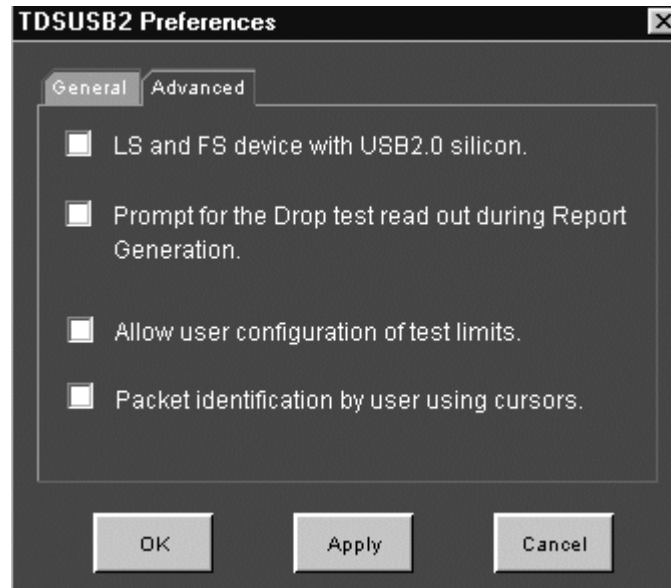 TDSUSB2 Preferences
General
Advanced
LS and FS device with USB2.0 silicon.
Prompt for the Drop test read out during Report
Generation.
Allow user configuration of test limits.
Packet identification by user using cursors.
OK
Apply
Cancel